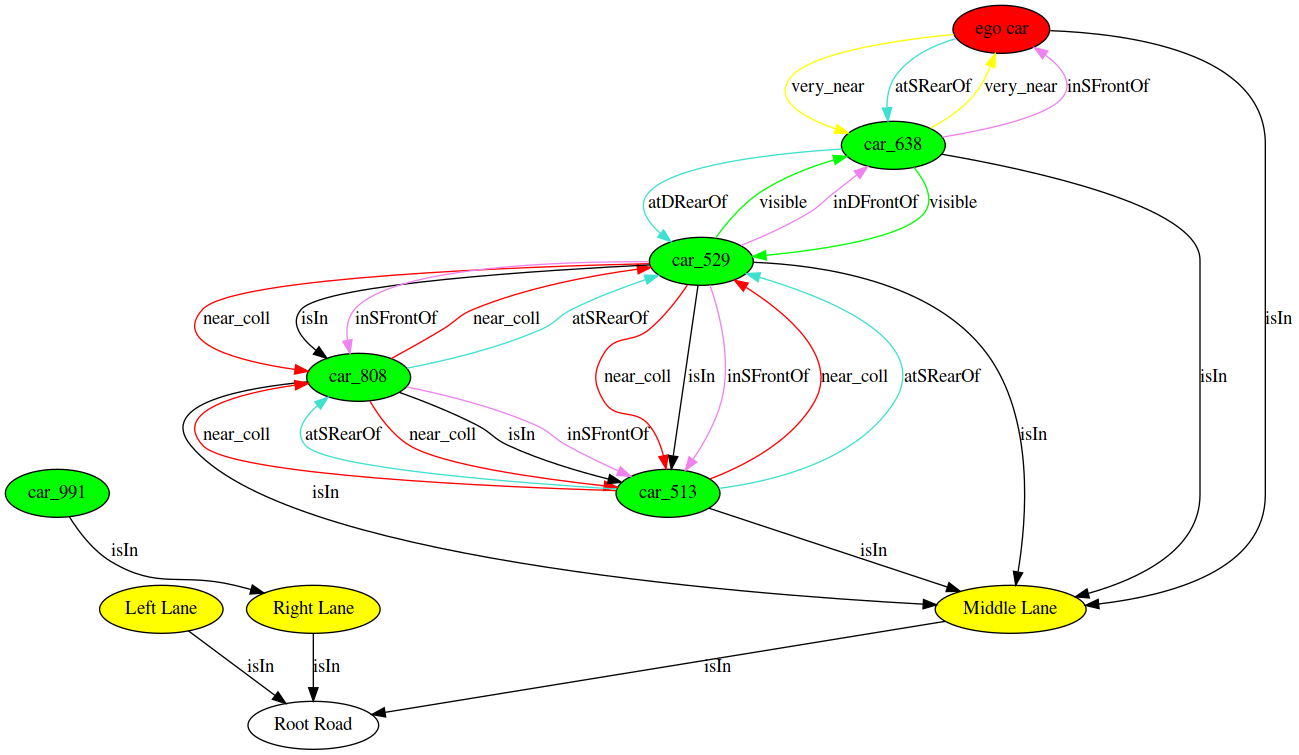 ego car
very_near
atSRearOf
very_near
inSFrontOf
car_638
atDRearOf
visible
inDFrontOf
visible
car_529
near_coll
isIn
inSFrontOf
near_coll
atSRearOf
isIn
car_808
near_coll
isIn
inSFrontOf
near_coll
atSRearOf
isIn
near_coll
atSRearOf
near_coll
isIn
inSFrontOf
isIn
car_991
isIn
car_513
isIn
isIn
Left Lane
Right Lane
Middle Lane
isIn
isIn
isIn
Root Road